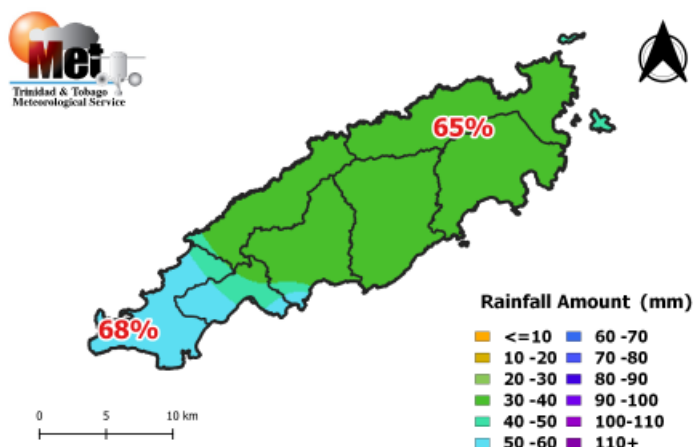 Met
Trinidad & Tobago
Meteorological Service
65%
68%
Rainfall Amount (mm)
<=10
10 -20
20 -30
30 -40
40 -50
50 -60
60 -70
70 -80
80 -90
90 -100
100-110
110+
0 5 10 km